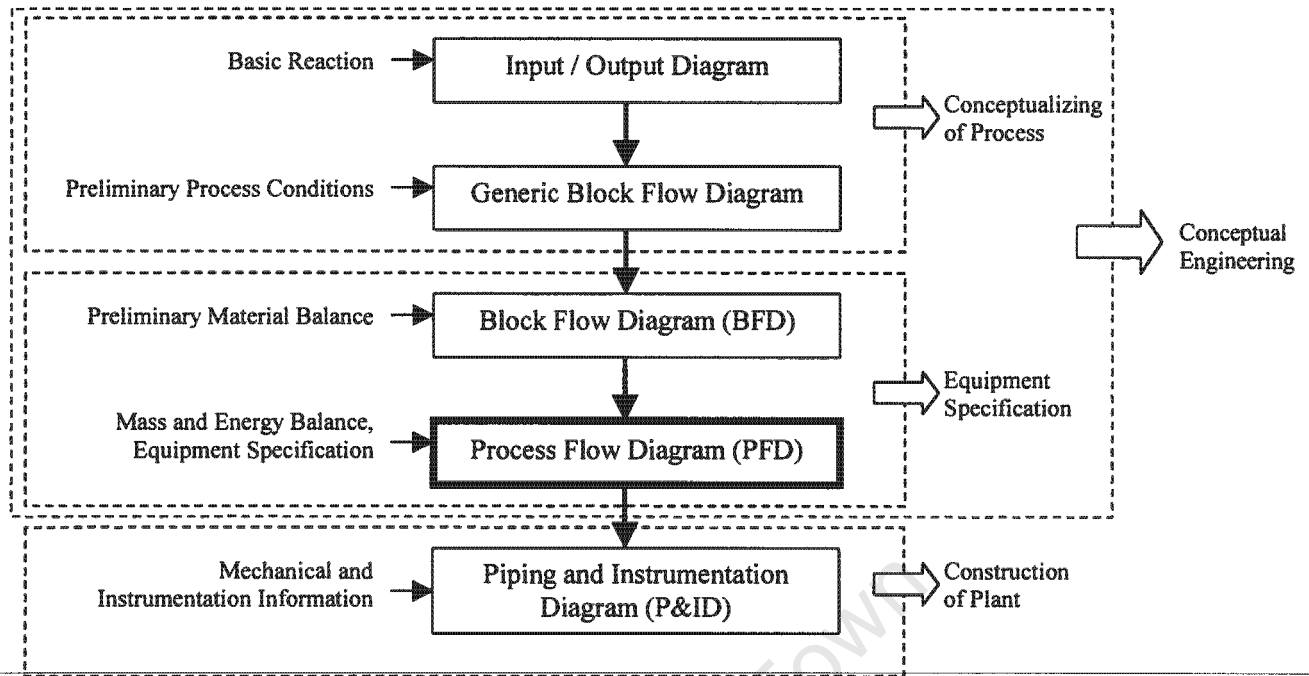 Basic Reaction
Input / Output Diagram
Conceptualizing
of Process
Preliminary Process Conditions
Generic Block Flow Diagram
Conceptual
Engineering
Preliminary Material Balance
Block Flow Diagram (BFD)
Equipment
Specification
Mass and Energy Balance,
Equipment Specification
Process Flow Diagram (PFD)
Mechanical and
Instrumentation Information
Piping and Instrumentation
Diagram (P&ID)
Construction
of Plant
Town